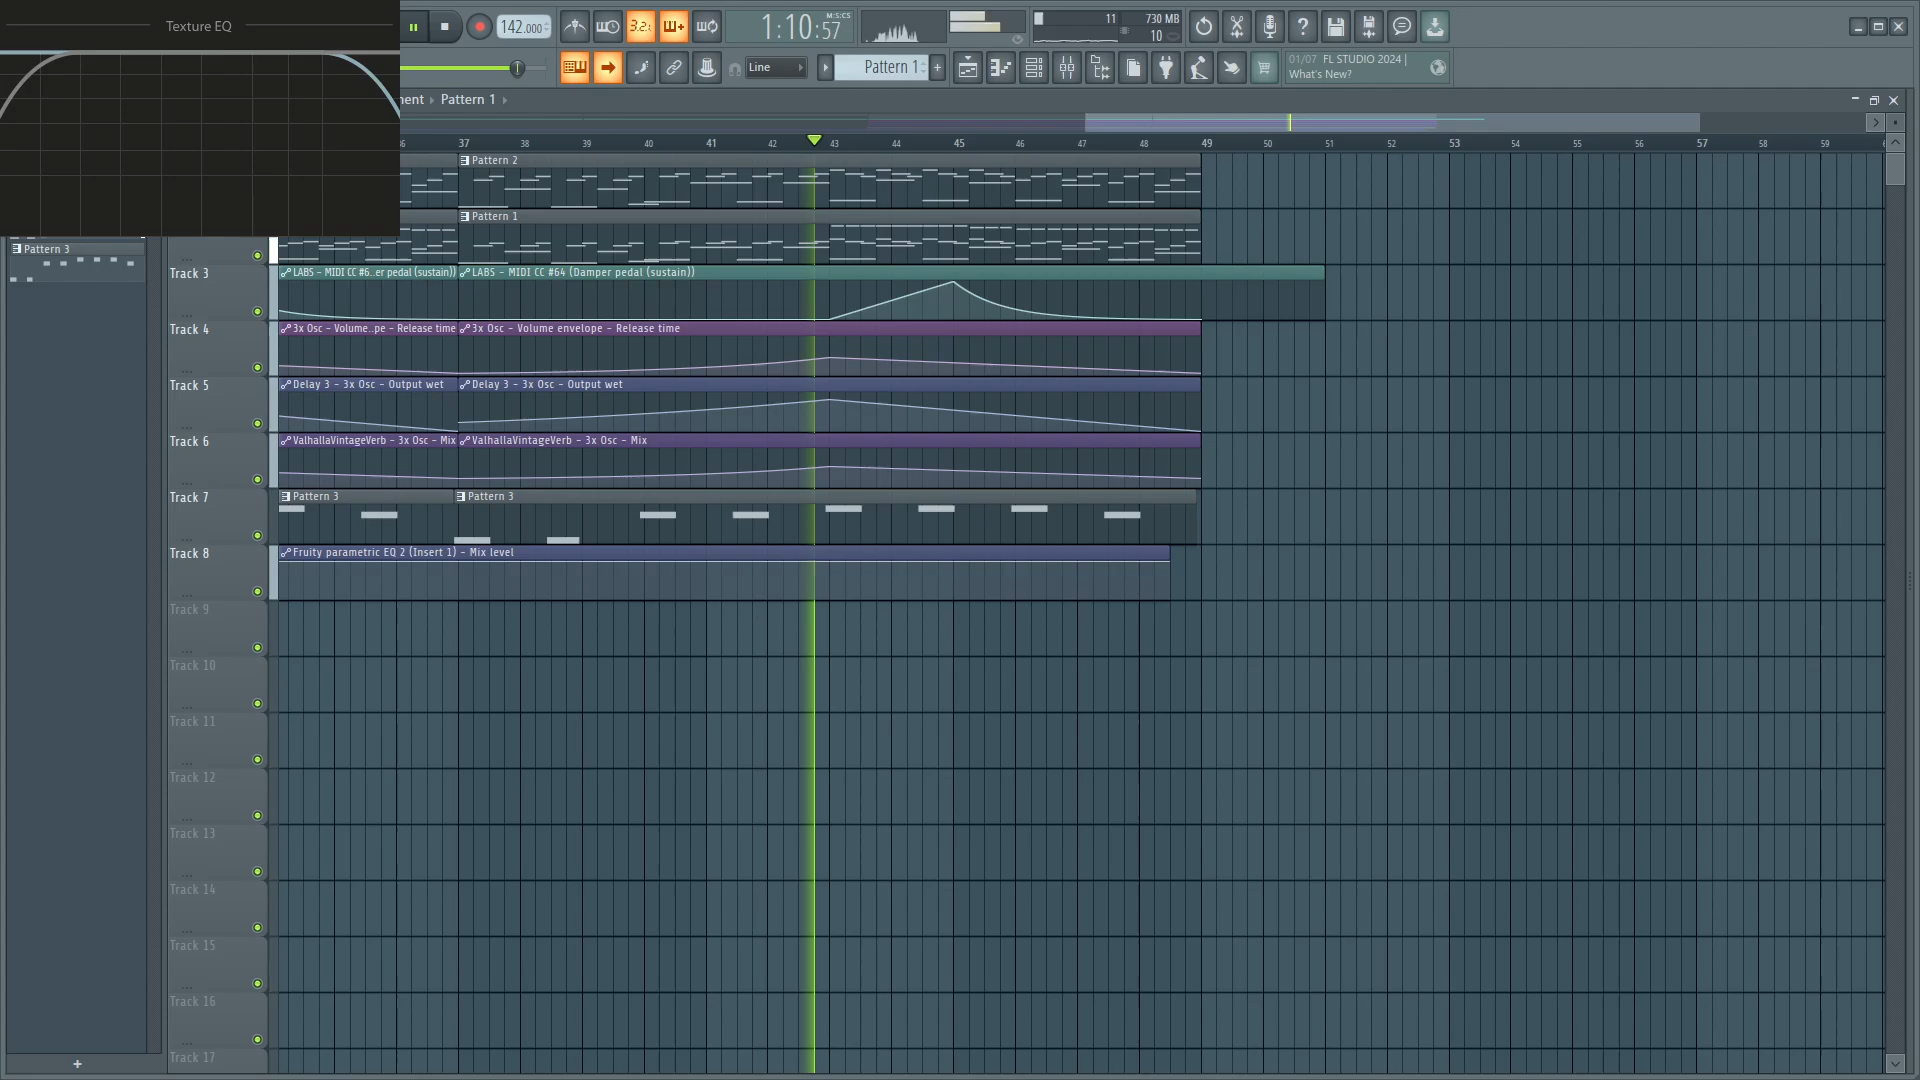 Texture EQ
142.000
3.2.:
1:10:57
M:S:CS
11
730 MB
10
Line
Pattern 1
+
01/07 FL STUDIO 2024 |
What's New?
ent › Pattern 1 ›
37 38 39 40 41 42 43 44 45 46 47 48 49 50 51 52 53 54 55 56 57 58 59
Pattern 2
Pattern 1
Pattern 3
Track 3
LABS - MIDI CC #6..er pedal (sustain))
LABS - MIDI CC #64 (Damper pedal (sustain))
Track 4
3x Osc - Volume..pe - Release time
3x Osc - Volume envelope - Release time
Track 5
Delay 3 - 3x Osc - Output wet
Delay 3 - 3x Osc - Output wet
Track 6
ValhallaVintageVerb - 3x Osc - Mix
ValhallaVintageVerb - 3x Osc - Mix
Track 7
Pattern 3
Pattern 3
Track 8
Fruity parametric EQ 2 (Insert 1) - Mix level
Track 9
Track 10
Track 11
Track 12
Track 13
Track 14
Track 15
Track 16
Track 17
+